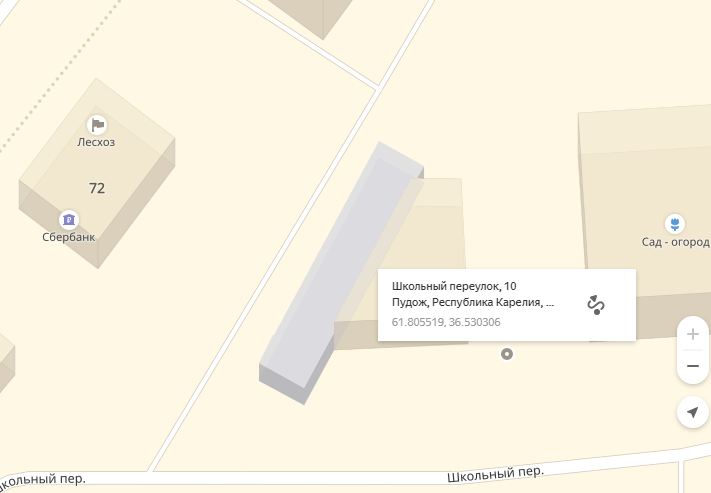 Лесхоз
72
Сбербанк
Сад - огород
Школьный переулок, 10
Пудож, Республика Карелия, ...
61.805519, 36.530306
кольный пер.
Школьный пер.